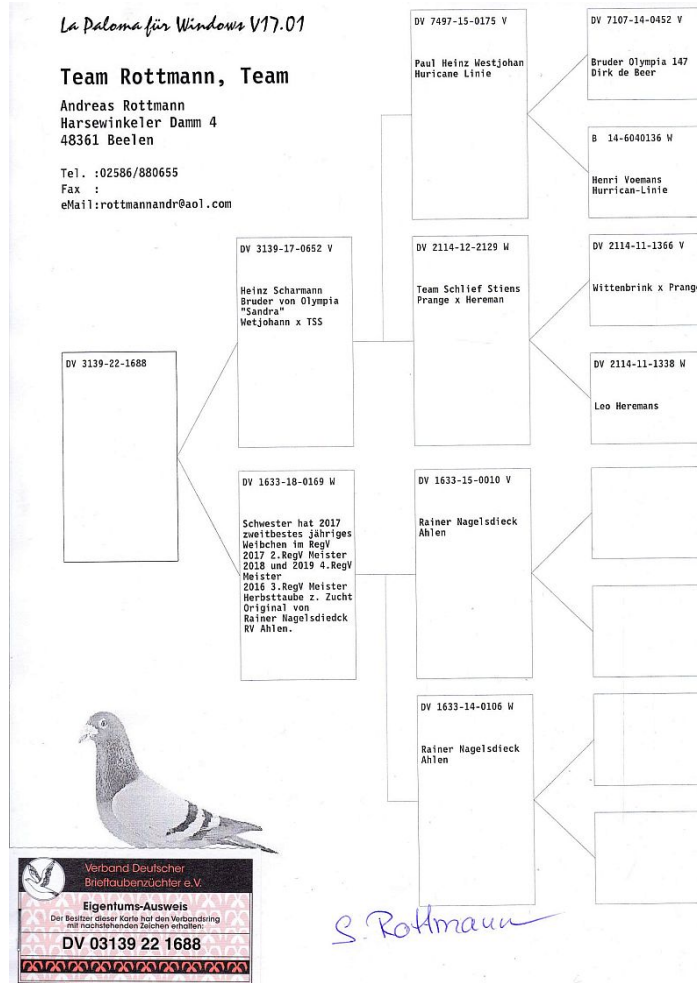 La Paloma für Windows V17.01
Team Rottmann, Team
Andreas Rottmann
Harsewinkeler Damm 4
48361 Beelen
Tel. :02586/880655
Fax :
eMail:rottmannandr@aol.com
DV 7497-15-0175 V
Paul Heinz Westjohan
Huricane Linie
DV 7107-14-0452 V
Bruder Olympia 147
Dirk de Beer
B 14-6040136 W
Henri Voemans
Hurrican-Linie
DV 3139-17-0652 V
Heinz Scharmann
Bruder von Olympia
"Sandra"
Wetjohann x TSS
DV 2114-12-2129 W
Team Schlief Stiens
Prange x Hereman
DV 2114-11-1366 V
Wittenbrink x Prange
DV 3139-22-1688
DV 2114-11-1338 W
Leo Heremans
DV 1633-18-0169 W
Schwester hat 2017
zweitbestes jähriges
Weibchen im RegV
2017 2.RegV Meister
2018 und 2019 4.RegV
Meister
2016 3.RegV Meister
Herbsttaube z. Zucht
Original von
Rainer Nagelsdiedck
RV Ahlen.
DV 1633-15-0010 V
Rainer Nagelsdieck
Ahlen
DV 1633-14-0106 W
Rainer Nagelsdieck
Ahlen
Verband Deutscher
Brieftaubenzüchter e.V.
Eigentums-Ausweis
Der Besitzer dieser Karte hat den Verbandsring
mit nachstehenden Zeichen erhalten:
DV 03139 22 1688
S. Rottmann